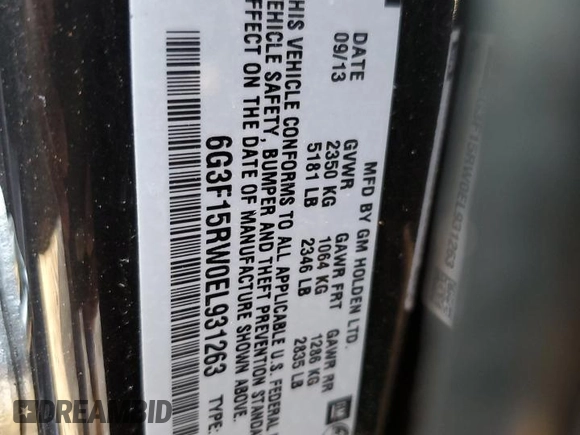 MFD BY GM HOLDEN LTD.
DATE GVWR GAWR FRT GAWR RR
09/13 2350 KG 1064 KG 1286 KG
5181 LB 2346 LB 2835 LB
THIS VEHICLE CONFORMS TO ALL APPLICABLE U.S. FEDERAL
VEHICLE SAFETY, BUMPER AND THEFT PREVENTION
EFFECT ON THE DATE OF MANUFACTURE SHOWN ABOVE.
6G3F15RW0EL931263
DREAMBID